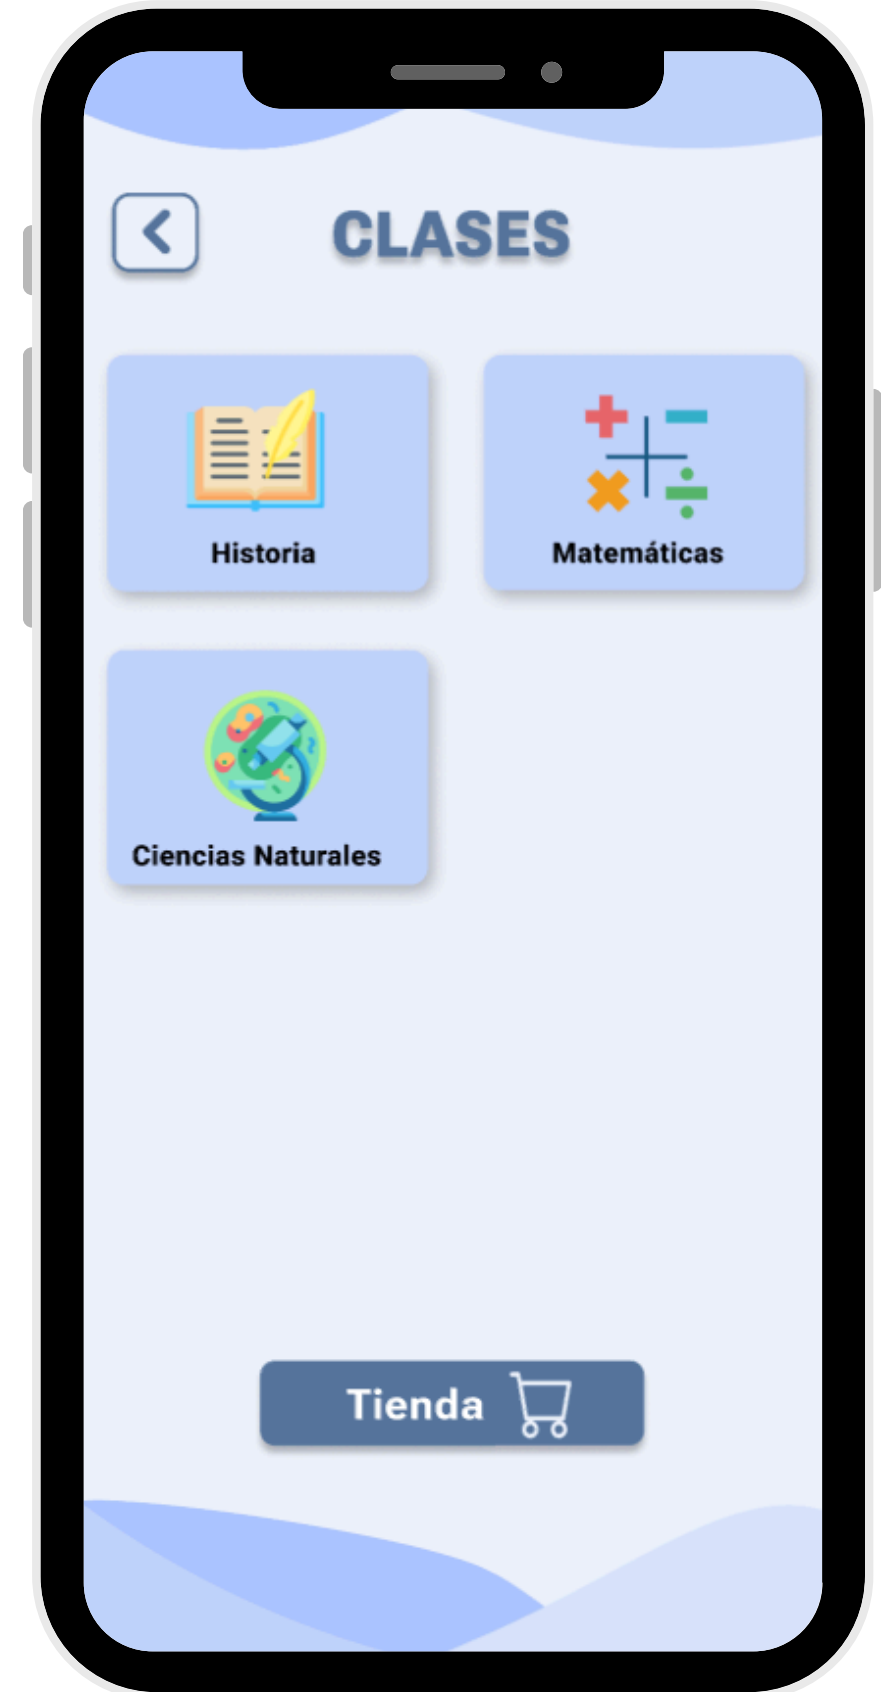 CLASES
Historia
Matemáticas
Ciencias Naturales
Tienda